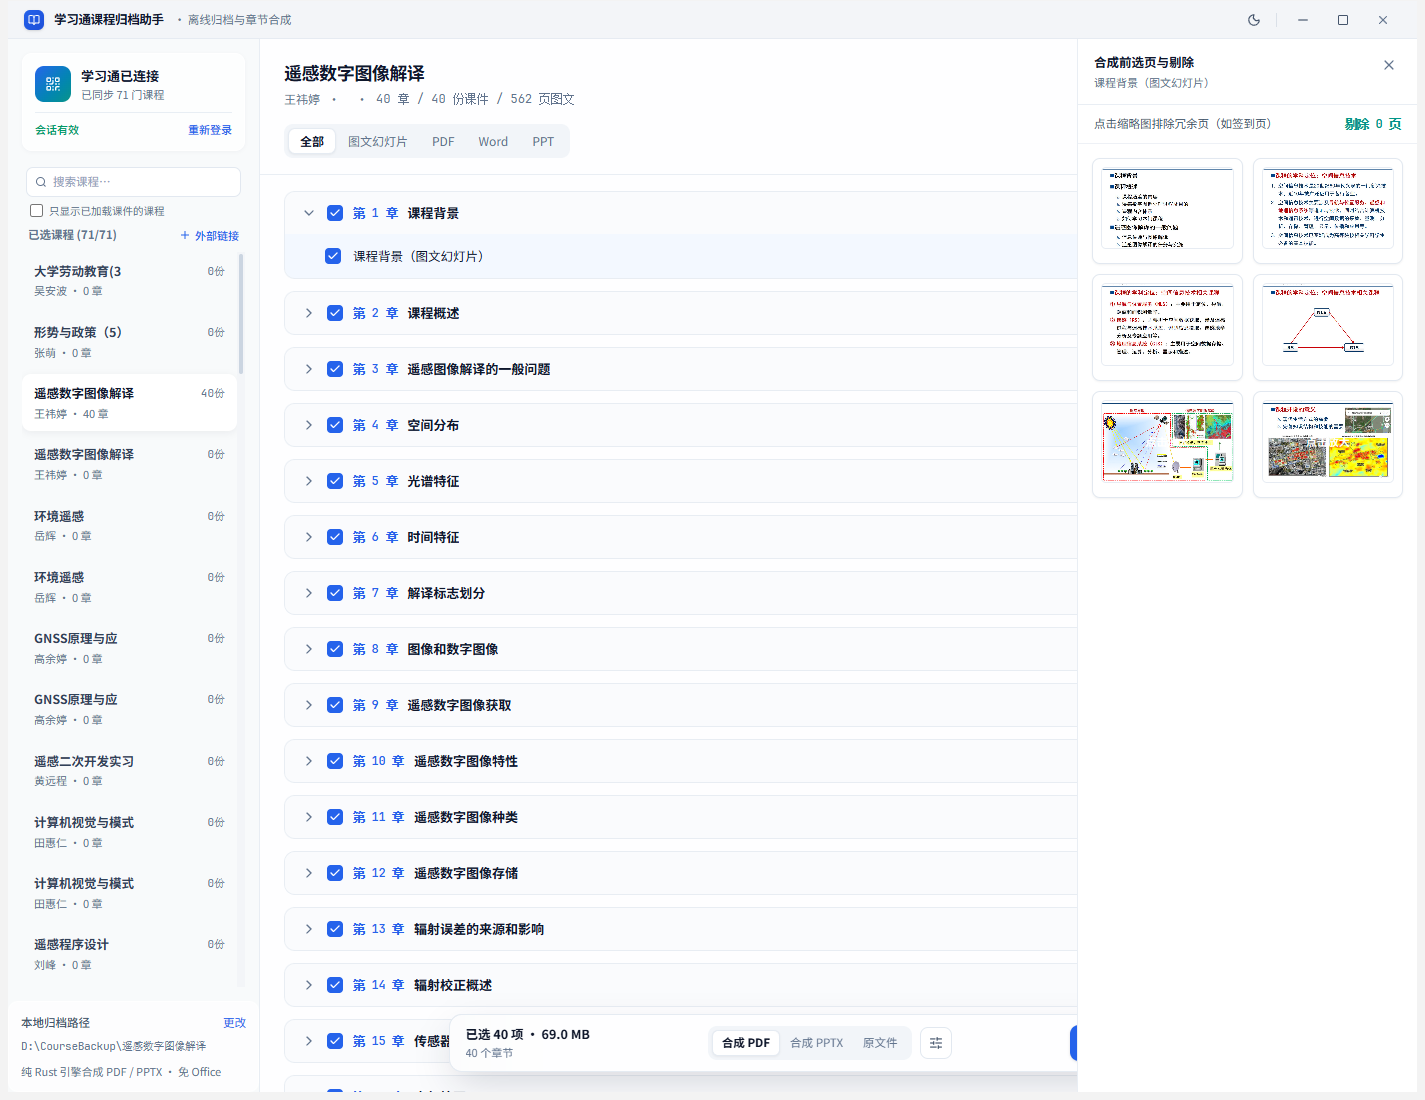 学习通课程归档助手 · 离线归档与章节合成
学习通已连接
已同步 71 门课程
会话有效 重新登录
搜索课程…
只显示已加载课件的课程
已选课程 (71/71) + 外部链接
大学劳动教育(3 0份
吴安波 · 0 章
形势与政策（5） 0份
张萌 · 0 章
遥感数字图像解译 40份
王祎婷 · 40 章
遥感数字图像解译 0份
王祎婷 · 0 章
环境遥感 0份
岳辉 · 0 章
环境遥感 0份
岳辉 · 0 章
GNSS原理与应 0份
高余婷 · 0 章
GNSS原理与应 0份
高余婷 · 0 章
遥感二次开发实习 0份
黄远程 · 0 章
计算机视觉与模式 0份
田惠仁 · 0 章
计算机视觉与模式 0份
田惠仁 · 0 章
遥感程序设计 0份
刘峰 · 0 章
本地归档路径 更改
D:\CourseBackup\遥感数字图像解译
纯 Rust 引擎合成 PDF / PPTX · 免 Office
遥感数字图像解译
王祎婷 · · 40 章 / 40 份课件 / 562 页图文
全部 图文幻灯片 PDF Word PPT
第 1 章 课程背景
课程背景（图文幻灯片）
第 2 章 课程概述
第 3 章 遥感图像解译的一般问题
第 4 章 空间分布
第 5 章 光谱特征
第 6 章 时间特征
第 7 章 解译标志划分
第 8 章 图像和数字图像
第 9 章 遥感数字图像获取
第 10 章 遥感数字图像特性
第 11 章 遥感数字图像种类
第 12 章 遥感数字图像存储
第 13 章 辐射误差的来源和影响
第 14 章 辐射校正概述
第 15 章 传感器
已选 40 项 · 69.0 MB
40 个章节
合成 PDF 合成 PPTX 原文件
合成前选页与剔除
课程背景（图文幻灯片）
点击缩略图排除冗余页（如签到页） 剔除 0 页
课程背景
课程概述